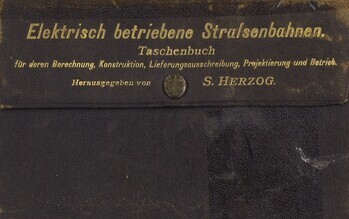 Elektrisch betriebene Straſsenbahnen.
Taschenbuch
für deren Berechnung, Konstruktion, Lieferungsausschreibung, Projektierung und Betrieb.
Herausgegeben von S. HERZOG.